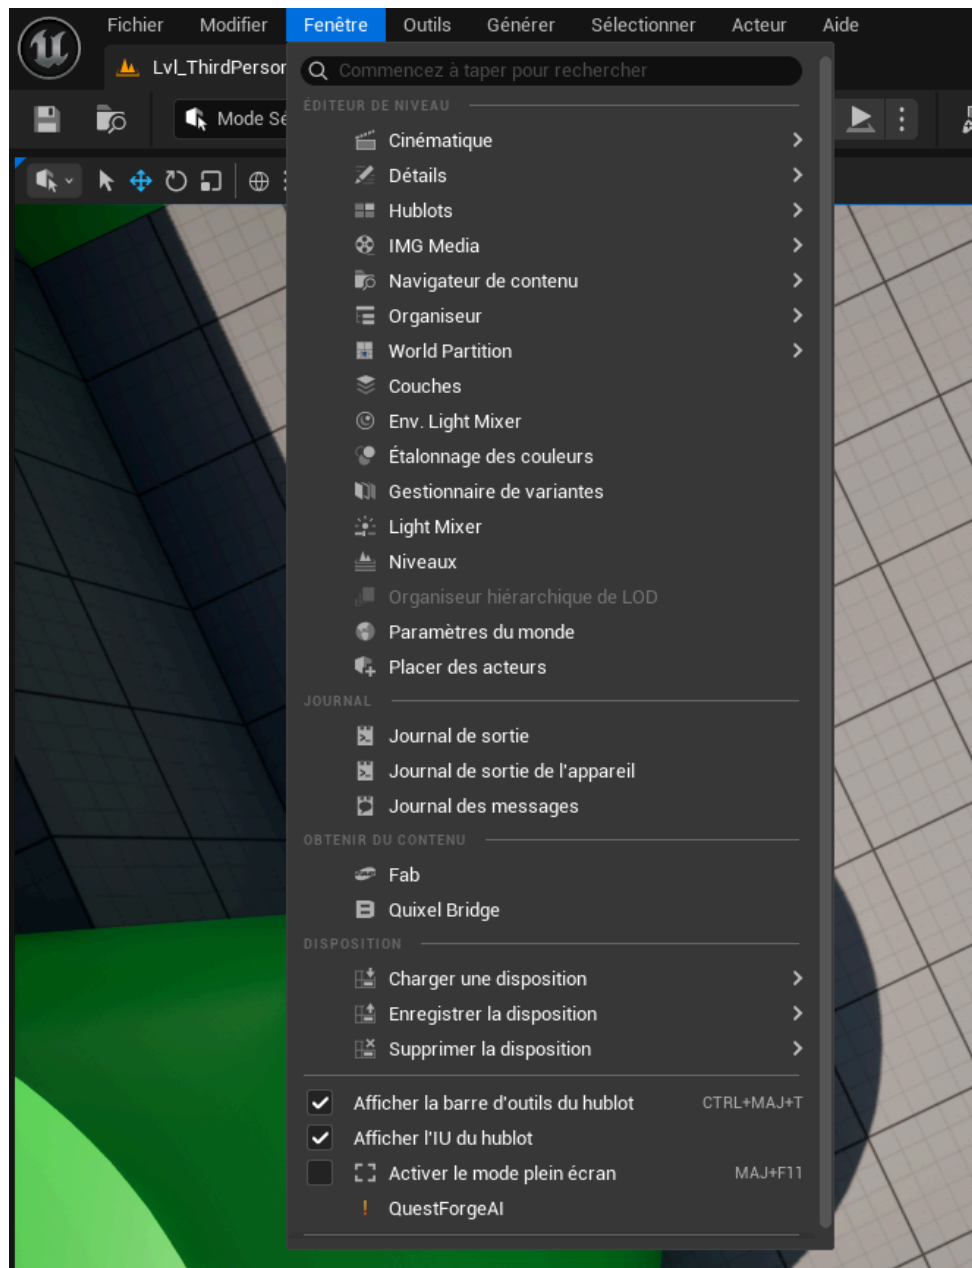 Fichier Modifier Fenêtre Outils Générer Sélectionner Acteur Aide
Lvl_ThirdPerson
Commencez à taper pour rechercher
ÉDITEUR DE NIVEAU
Mode Sé
Cinématique
Détails
Hublots
IMG Media
Navigateur de contenu
Organiseur
World Partition
Couches
Env. Light Mixer
Étalonnage des couleurs
Gestionnaire de variantes
Light Mixer
Niveaux
Organiseur hiérarchique de LOD
Paramètres du monde
Placer des acteurs
JOURNAL
Journal de sortie
Journal de sortie de l'appareil
Journal des messages
OBTENIR DU CONTENU
Fab
Quixel Bridge
DISPOSITION
Charger une disposition
Enregistrer la disposition
Supprimer la disposition
Afficher la barre d'outils du hublot CTRL+MAJ+T
Afficher l'IU du hublot
Activer le mode plein écran MAJ+F11
QuestForgeAI